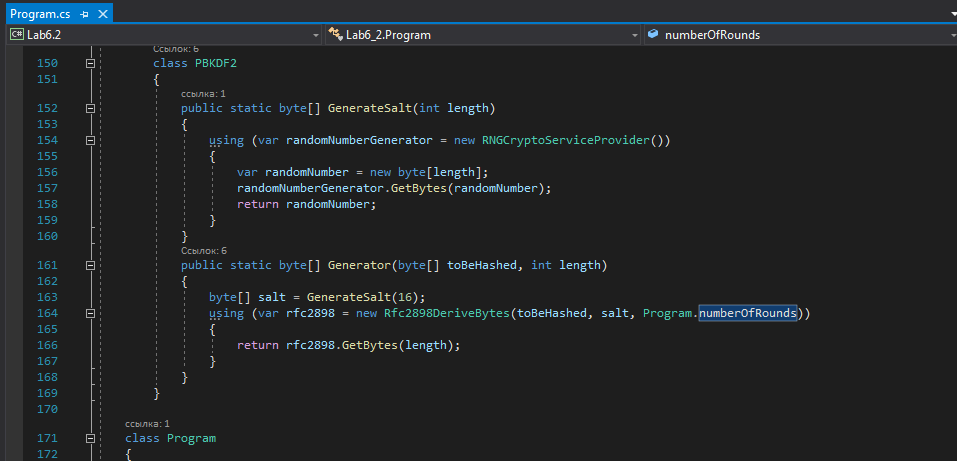 Program.cs
C# Lab6.2 Lab6_2.Program numberOfRounds
Ссылок: 6
150 class PBKDF2
151 {
ссылка: 1
152 public static byte[] GenerateSalt(int length)
153 {
154 using (var randomNumberGenerator = new RNGCryptoServiceProvider())
155 {
156 var randomNumber = new byte[length];
157 randomNumberGenerator.GetBytes(randomNumber);
158 return randomNumber;
159 }
160 }
Ссылок: 6
161 public static byte[] Generator(byte[] toBeHashed, int length)
162 {
163 byte[] salt = GenerateSalt(16);
164 using (var rfc2898 = new Rfc2898DeriveBytes(toBeHashed, salt, Program.numberOfRounds))
165 {
166 return rfc2898.GetBytes(length);
167 }
168 }
169 }
170
ссылка: 1
171 class Program
172 {